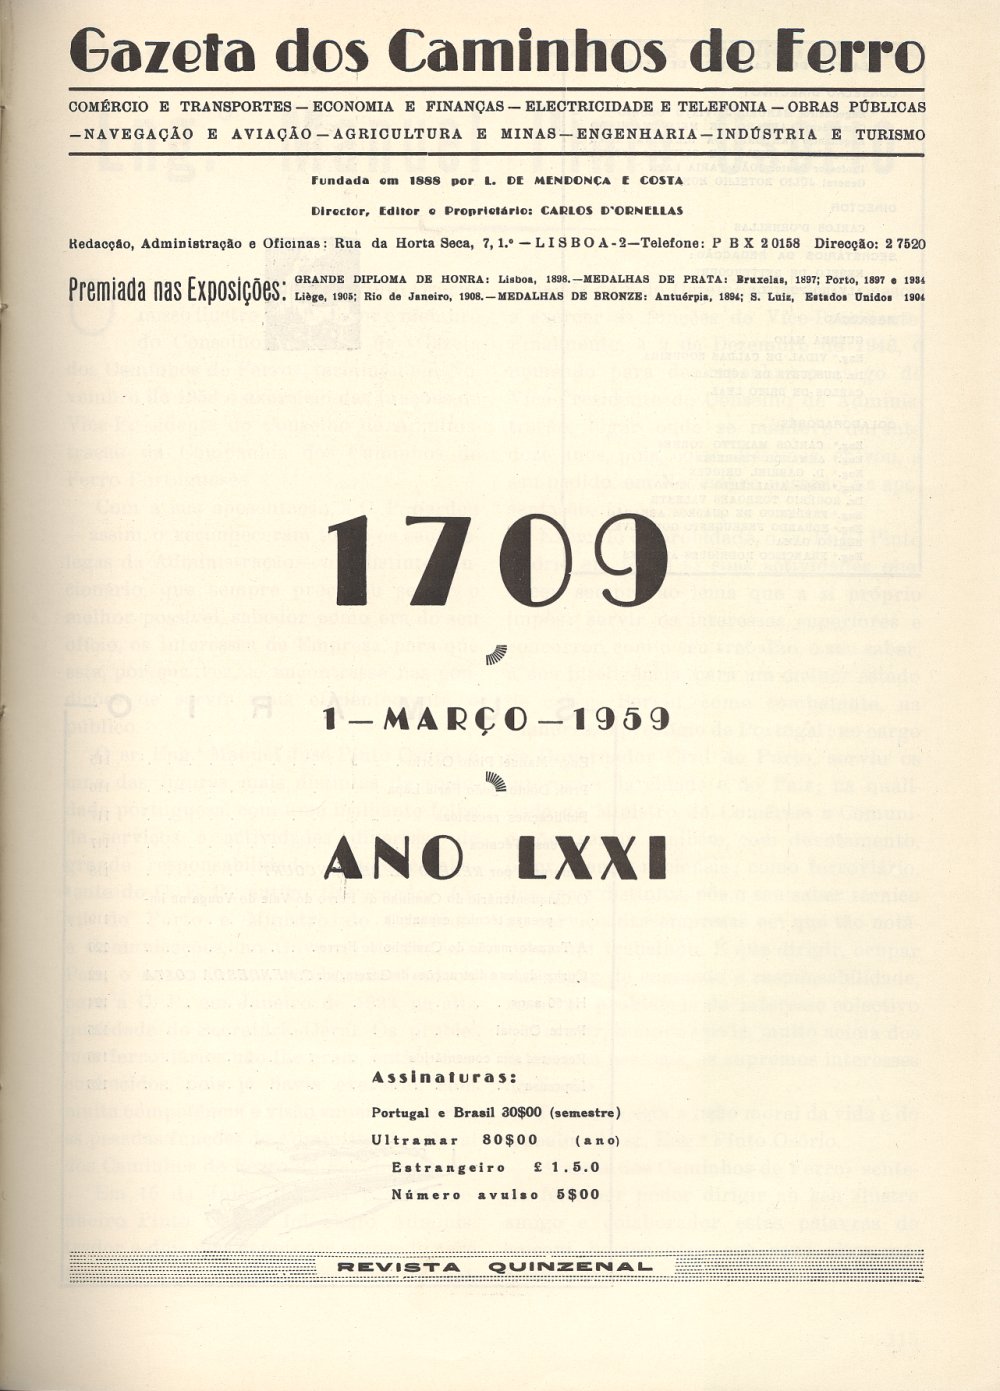 Gazeta dos Caminhos de Ferro
COMÉRCIO E TRANSPORTES — ECONOMIA E FINANÇAS — ELECTRICIDADE E TELEFONIA — OBRAS PÚBLICAS
— NAVEGAÇÃO E AVIAÇÃO — AGRICULTURA E MINAS — ENGENHARIA — INDÚSTRIA E TURISMO
Fundada em 1888 por L. DE MENDONÇA E COSTA
Director, Editor e Proprietário: CARLOS D'ORNELLAS
Redacção, Administração e Oficinas: Rua da Horta Seca, 7, 1.º — LISBOA-2 — Telefone: P B X 2 0158 Direcção: 2 7520
Premiada nas Exposições: GRANDE DIPLOMA DE HONRA: Lisboa, 1898. — MEDALHAS DE PRATA: Bruxelas, 1897; Porto, 1897 e 1934
Liège, 1905; Rio de Janeiro, 1908. — MEDALHAS DE BRONZE: Antuérpia, 1894; S. Luiz, Estados Unidos 1904
1709
1 — MARÇO — 1959
ANO LXXI
Assinaturas:
Portugal e Brasil 30$00 (semestre)
Ultramar 80$00 (ano)
Estrangeiro £ 1.5.0
Número avulso 5$00
REVISTA QUINZENAL